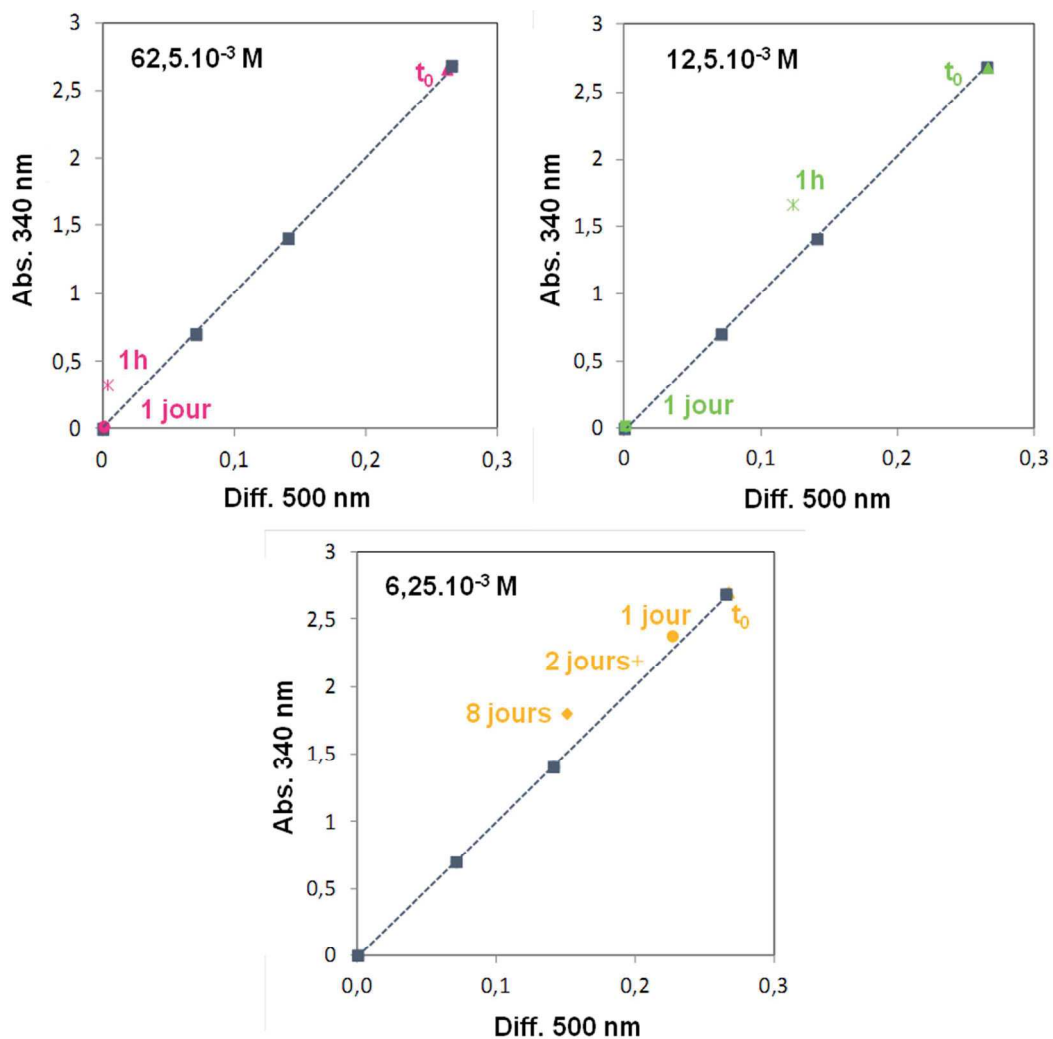 62,5.10⁻³ M
t₀
1h
1 jour
3
2,5
2
1,5
1
0,5
0
0
0,1
0,2
0,3
Abs. 340 nm
Diff. 500 nm
12,5.10⁻³ M
t₀
1h
1 jour
3
2,5
2
1,5
1
0,5
0
0
0,1
0,2
0,3
Abs. 340 nm
Diff. 500 nm
6,25.10⁻³ M
1 jour
t₀
2 jours+
8 jours
3
2,5
2
1,5
1
0,5
0
0,0
0,1
0,2
0,3
Abs. 340 nm
Diff. 500 nm